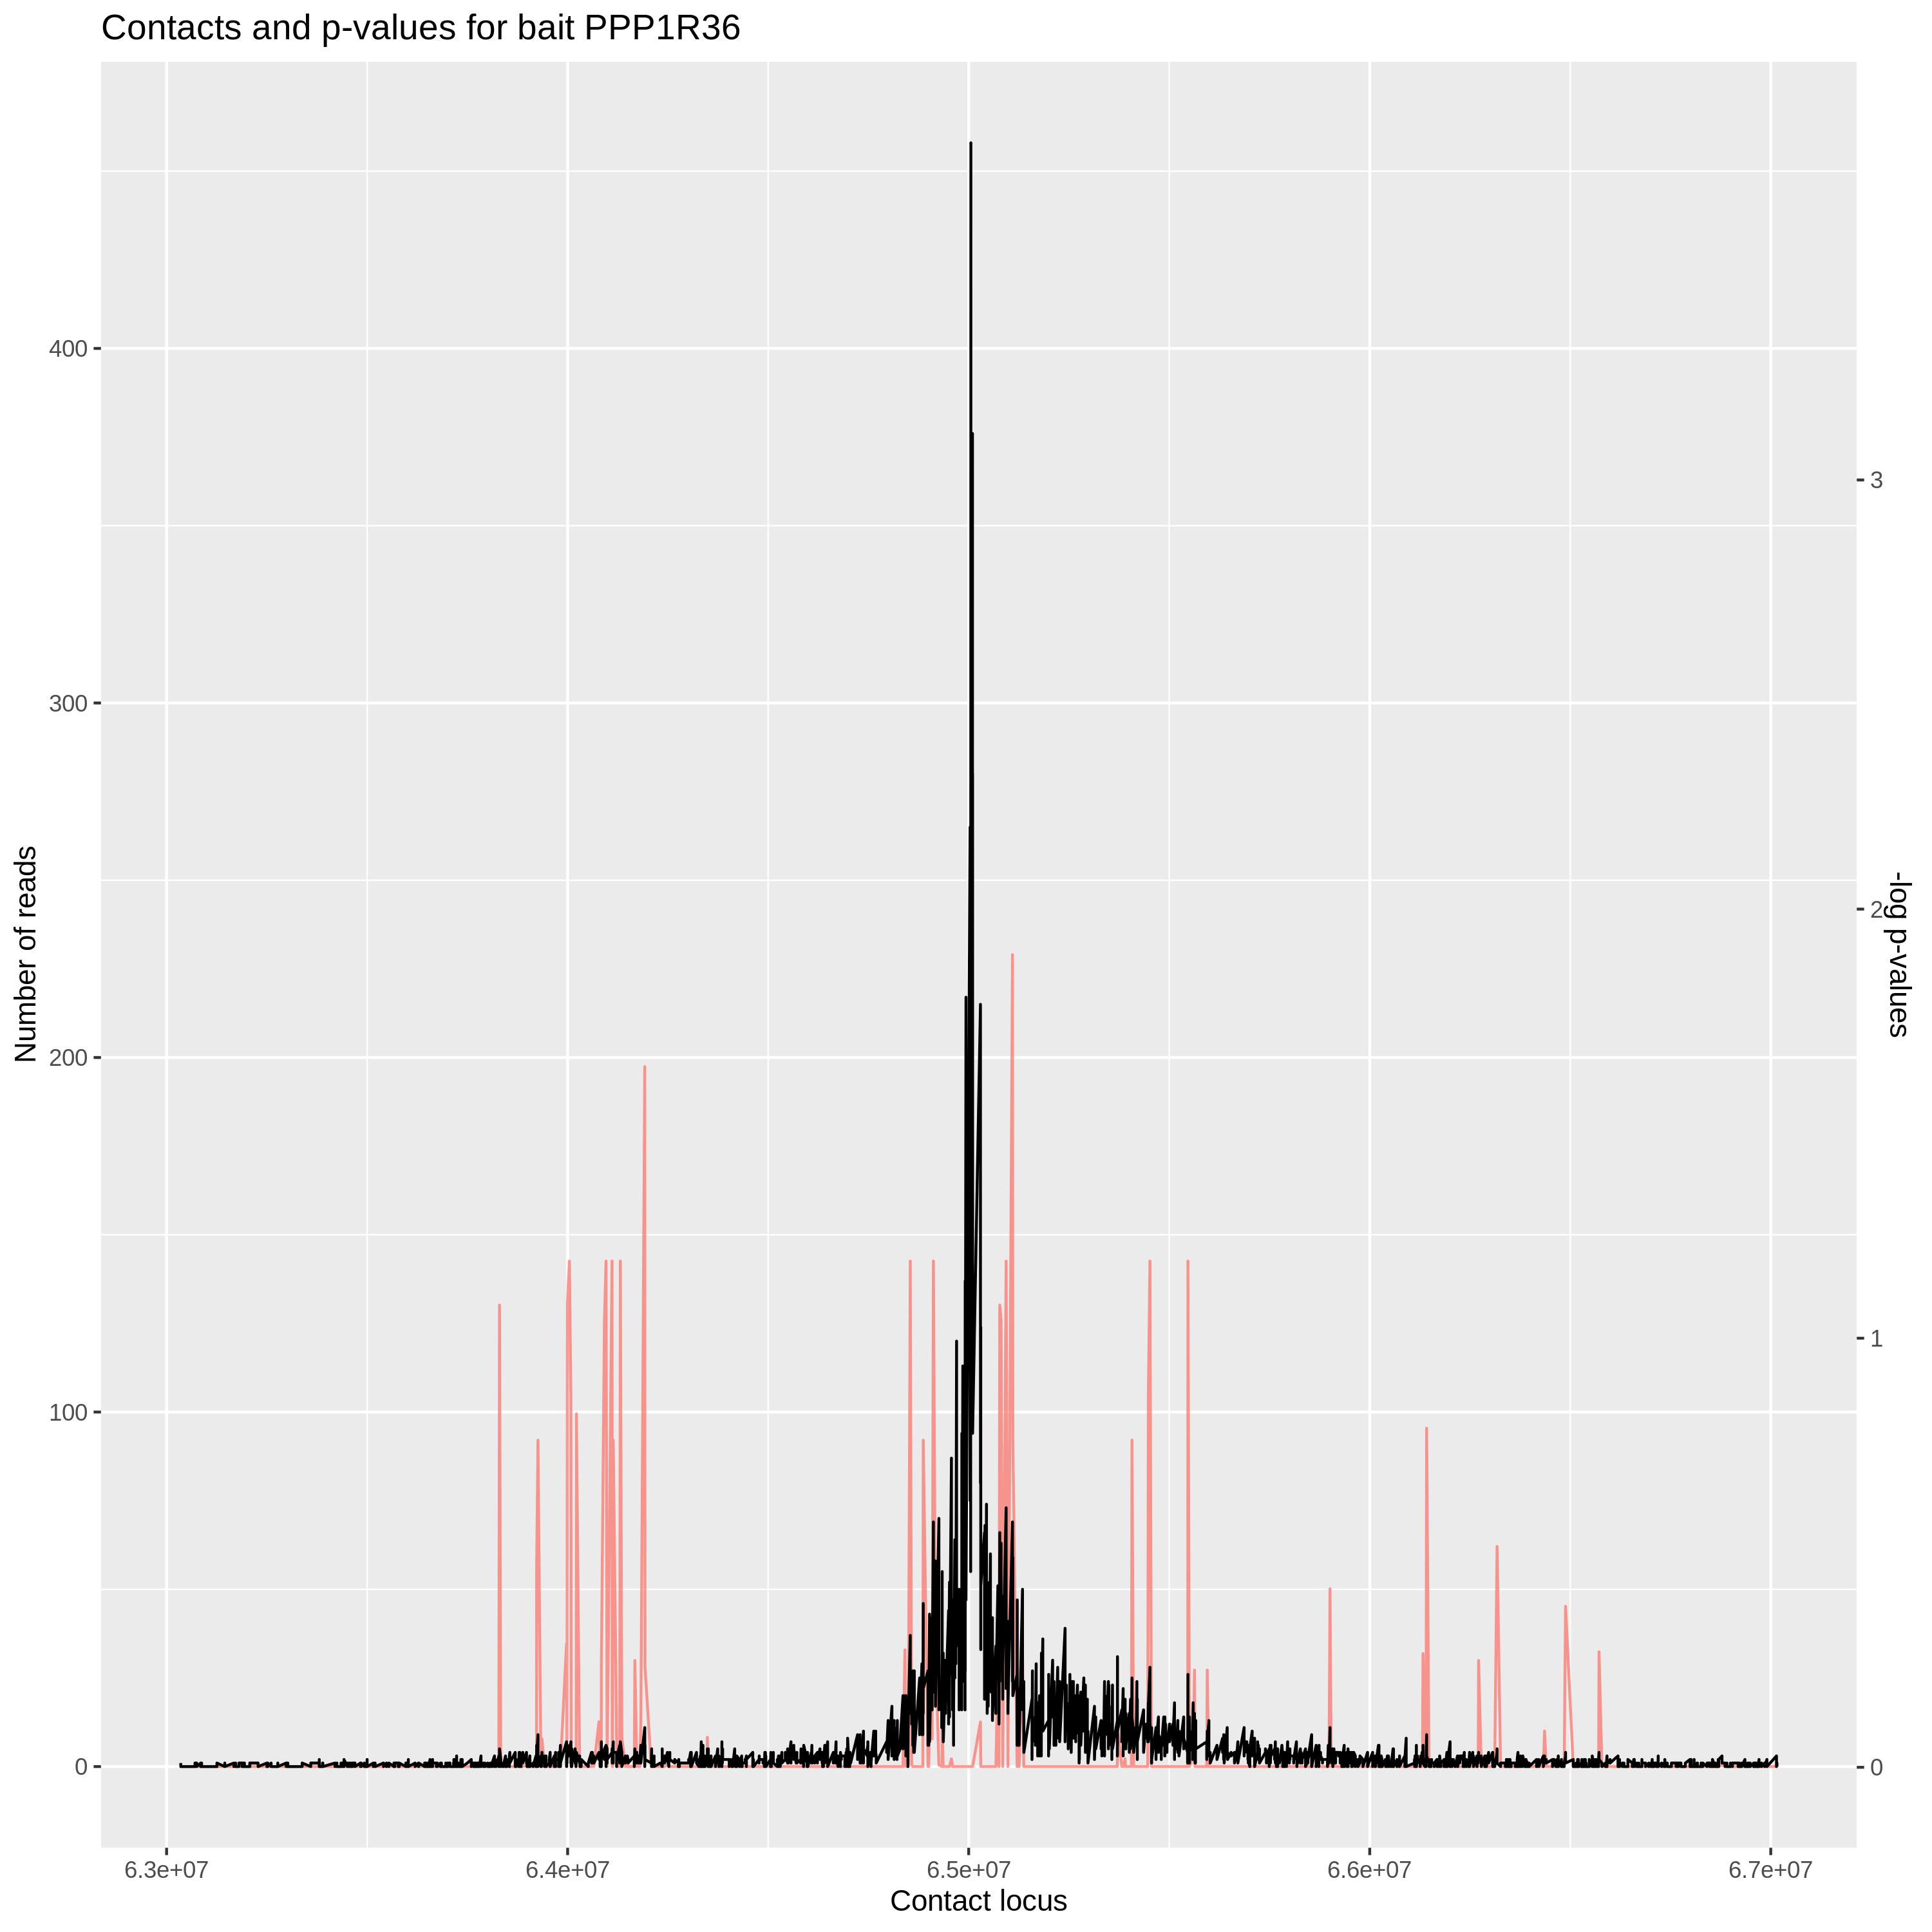 Contacts and p-values for bait PPP1R36
Number of reads
400
300
200
100
0
3
2
1
0
-log p-values
6.3e+07
6.4e+07
6.5e+07
6.6e+07
6.7e+07
Contact locus